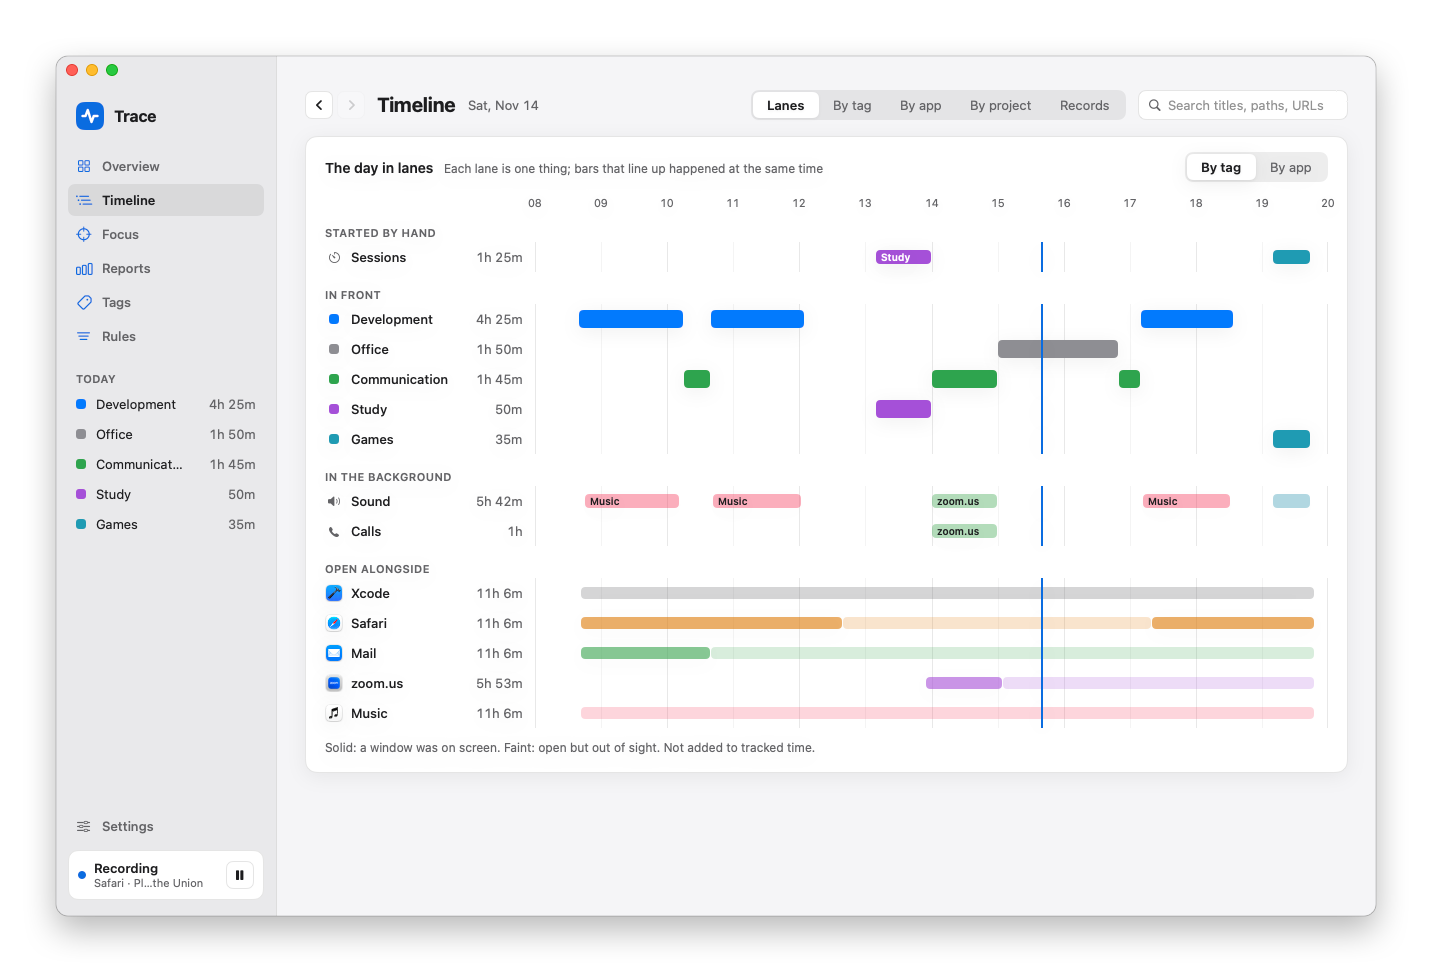 Trace
Overview
Timeline
Focus
Reports
Tags
Rules
TODAY
Development 4h 25m
Office 1h 50m
Communicat... 1h 45m
Study 50m
Games 35m
Settings
Recording
Safari · Pl...the Union
Timeline Sat, Nov 14
Lanes By tag By app By project Records
Search titles, paths, URLs
The day in lanes Each lane is one thing; bars that line up happened at the same time
By tag By app
08 09 10 11 12 13 14 15 16 17 18 19 20
STARTED BY HAND
Sessions 1h 25m Study
IN FRONT
Development 4h 25m
Office 1h 50m
Communication 1h 45m
Study 50m
Games 35m
IN THE BACKGROUND
Sound 5h 42m Music Music zoom.us Music
Calls 1h zoom.us
OPEN ALONGSIDE
Xcode 11h 6m
Safari 11h 6m
Mail 11h 6m
zoom.us 5h 53m
Music 11h 6m
Solid: a window was on screen. Faint: open but out of sight. Not added to tracked time.